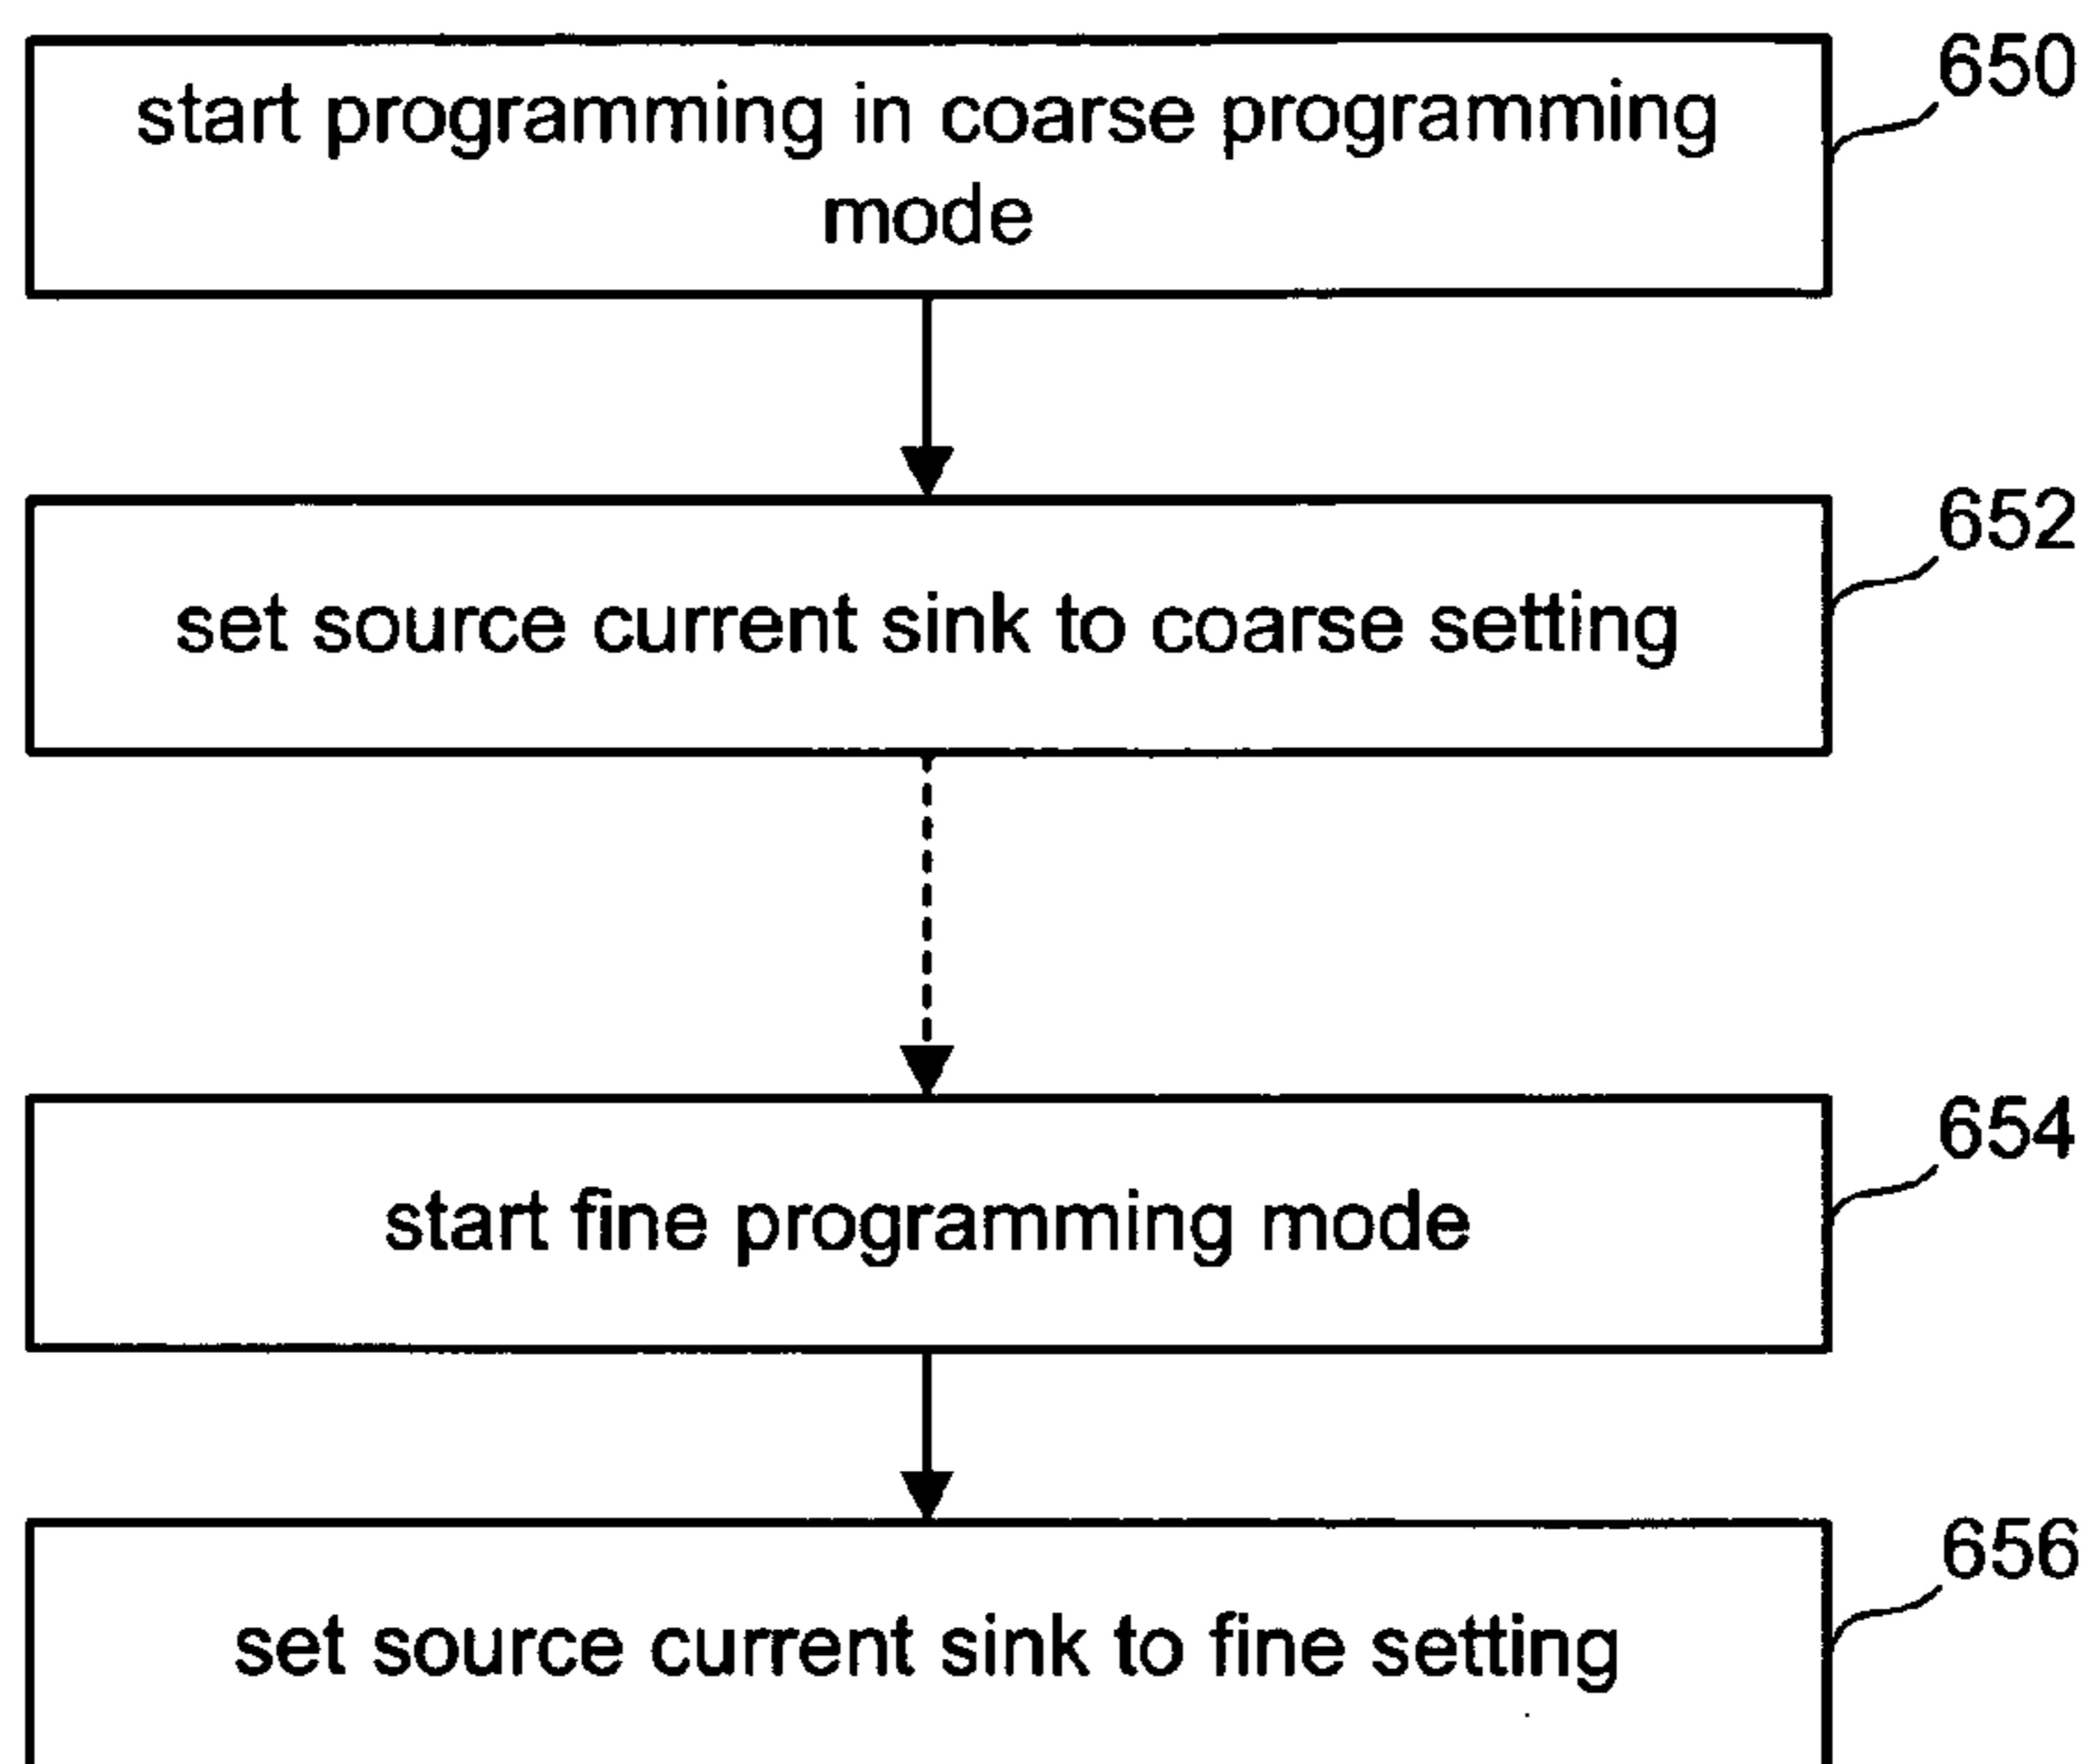 start programming in coarse programming
mode
650
set source current sink to coarse setting
652
start fine programming mode
654
set source current sink to fine setting
656